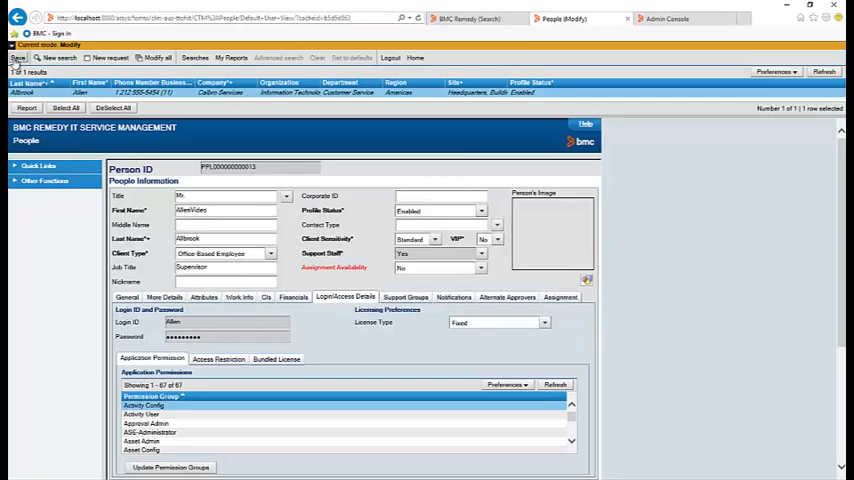 BMC Remedy (Search)
People (Modify)
Admin Console
BMC - Sign in
Current mode: Modify
Save New search New request Modify all Searches My Reports Advanced search Clear Set to defaults Logout Home
1 of 1 results
Preferences Refresh
Last Name+ First Name* Phone Number Business... Company*+ Organization Department Region Site+ Profile Status*
Allbrook Allen 1 212 555-5454 (11) Calbro Services Information Technolo Customer Service Americas Headquarters, Buildin Enabled
Report Select All DeSelect All
Number 1 of 1 | 1 row selected
BMC REMEDY IT SERVICE MANAGEMENT
Help
People
bmc
Quick Links
Other Functions
Person ID PPL000000000013
People Information
Title Mr.
Corporate ID
Person's Image
First Name* AllenVideo
Profile Status* Enabled
Middle Name
Contact Type
Last Name*+ Allbrook
Client Sensitivity* Standard VIP* No
Client Type* Office-Based Employee
Support Staff* Yes
Job Title Supervisor
Assignment Availability No
Nickname
General More Details Attributes Work Info CIs Financials Login/Access Details Support Groups Notifications Alternate Approvers Assignment
Login ID and Password
Licensing Preferences
Login ID Allen
License Type Fixed
Password
Application Permission Access Restriction Bundled License
Application Permissions
Showing 1 - 67 of 67
Preferences Refresh
Permission Group
Activity Config
Activity User
Approval Admin
ASE-Administrator
Asset Admin
Asset Config
Update Permission Groups